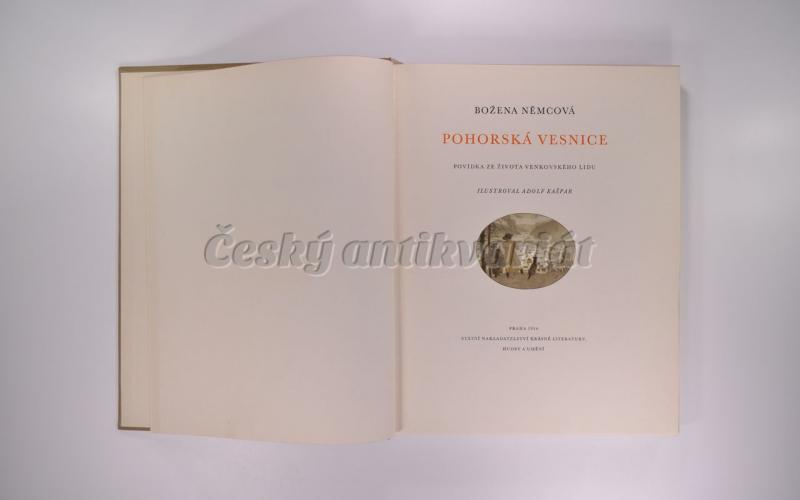 BOŽENA NĚMCOVÁ
POHORSKÁ VESNICE
POVÍDKA ZE ŽIVOTA VENKOVSKÉHO LIDU
ILUSTROVAL ADOLF KAŠPAR
Český antikvariát
PRAHA
STÁTNÍ NAKLADATELSTVÍ KRÁSNÉ LITERATURY,
HUDBY A UMĚNÍ